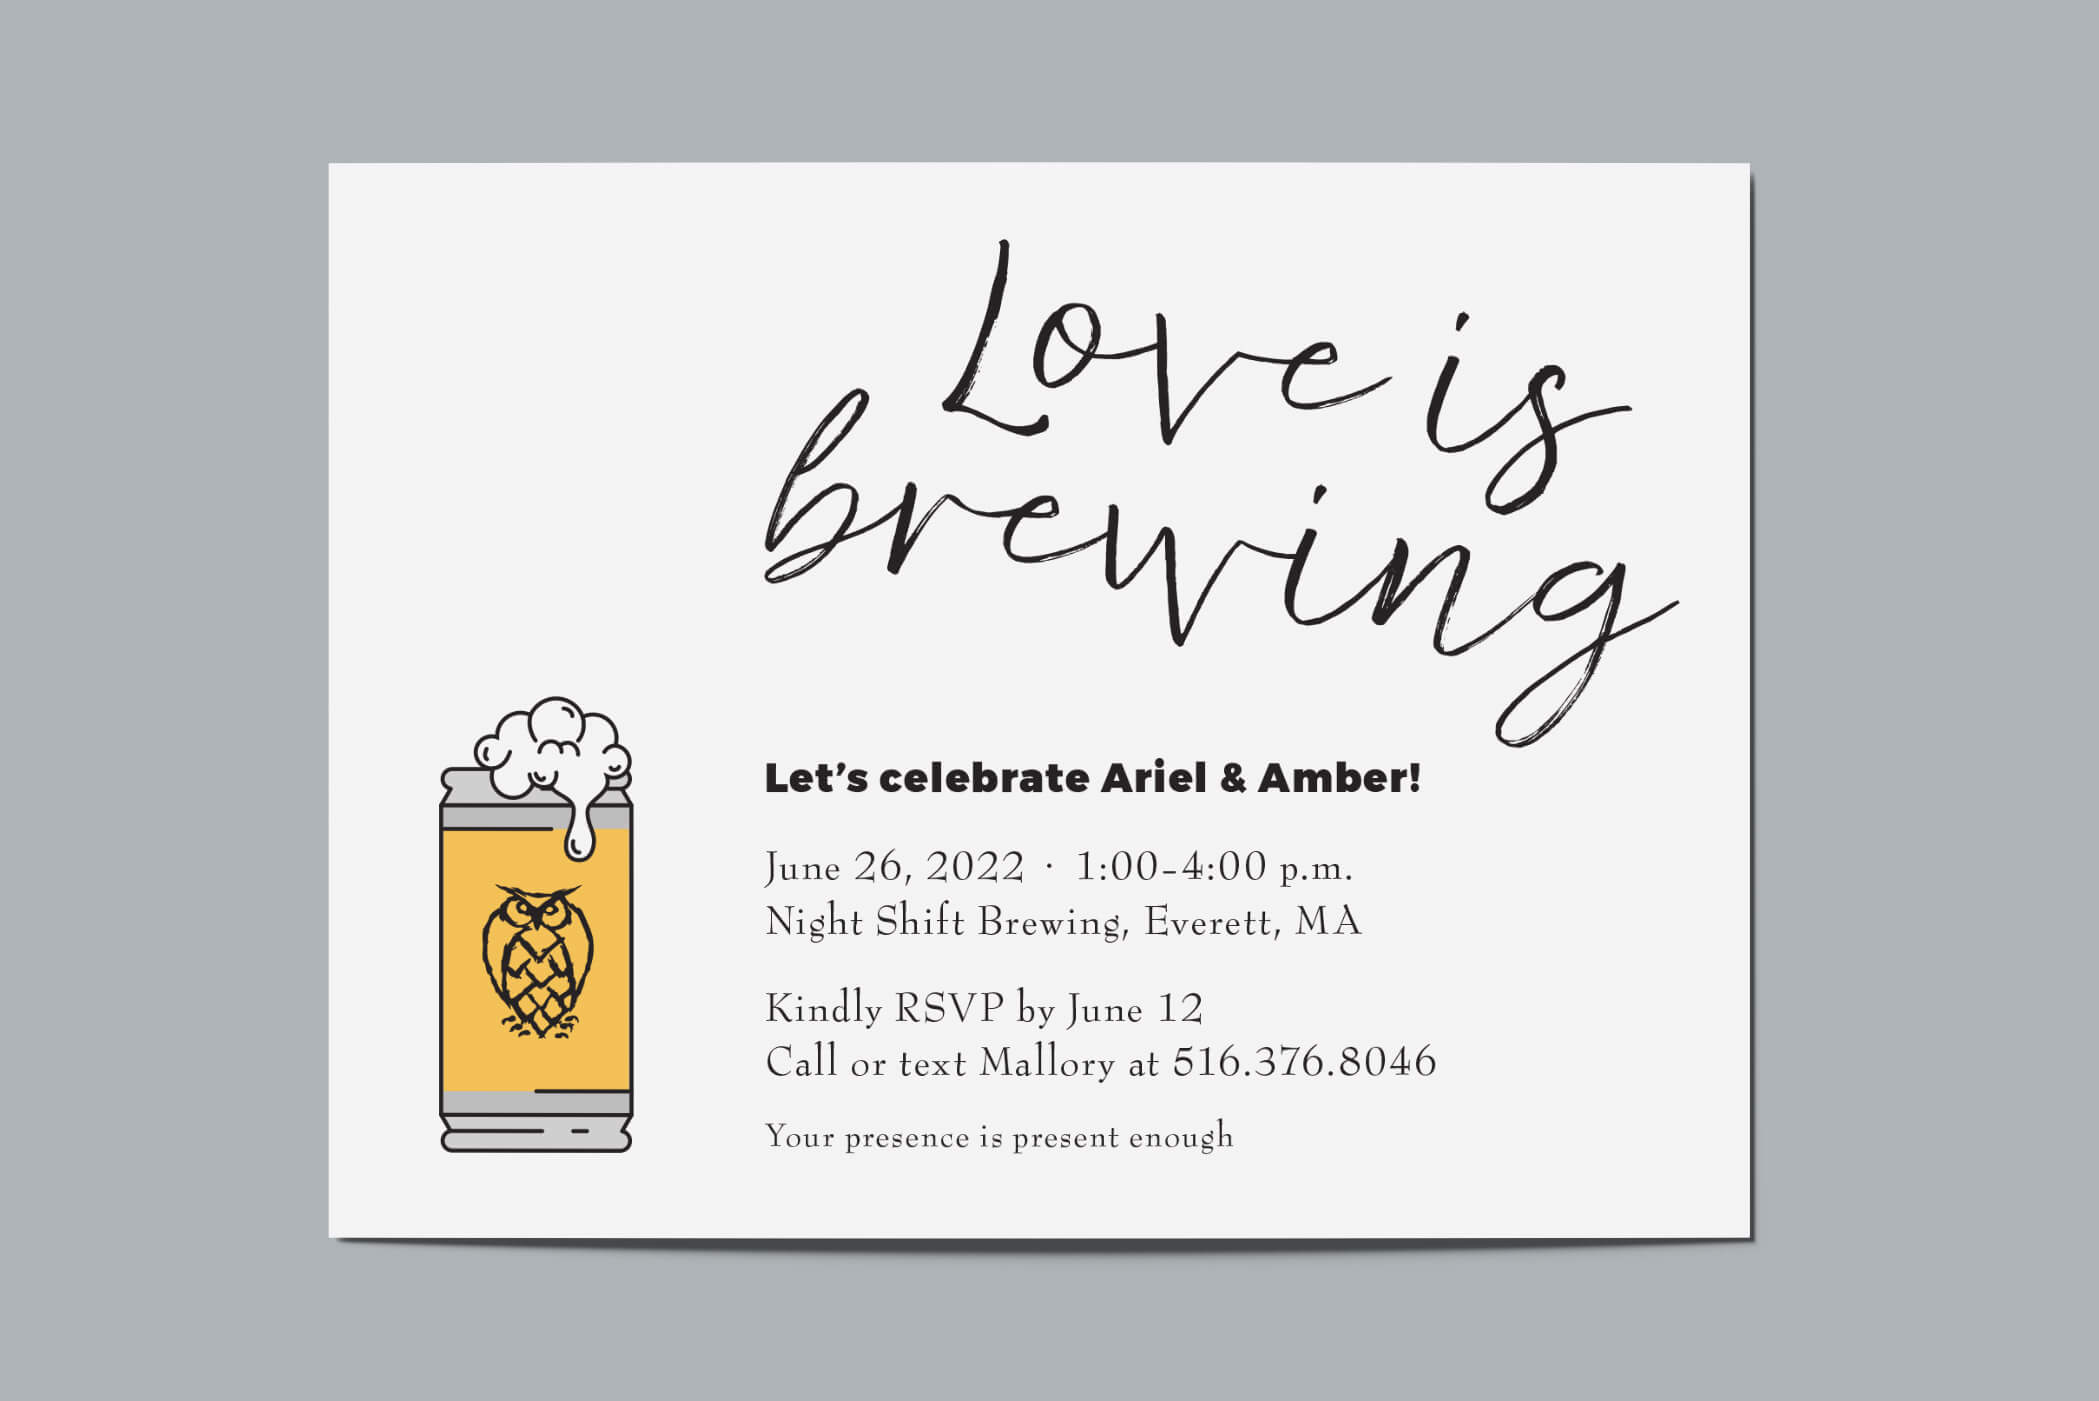 Love is
brewing
Let’s celebrate Ariel & Amber!
June 26, 2022 · 1:00-4:00 p.m.
Night Shift Brewing, Everett, MA
Kindly RSVP by June 12
Call or text Mallory at 516.376.8046
Your presence is present enough